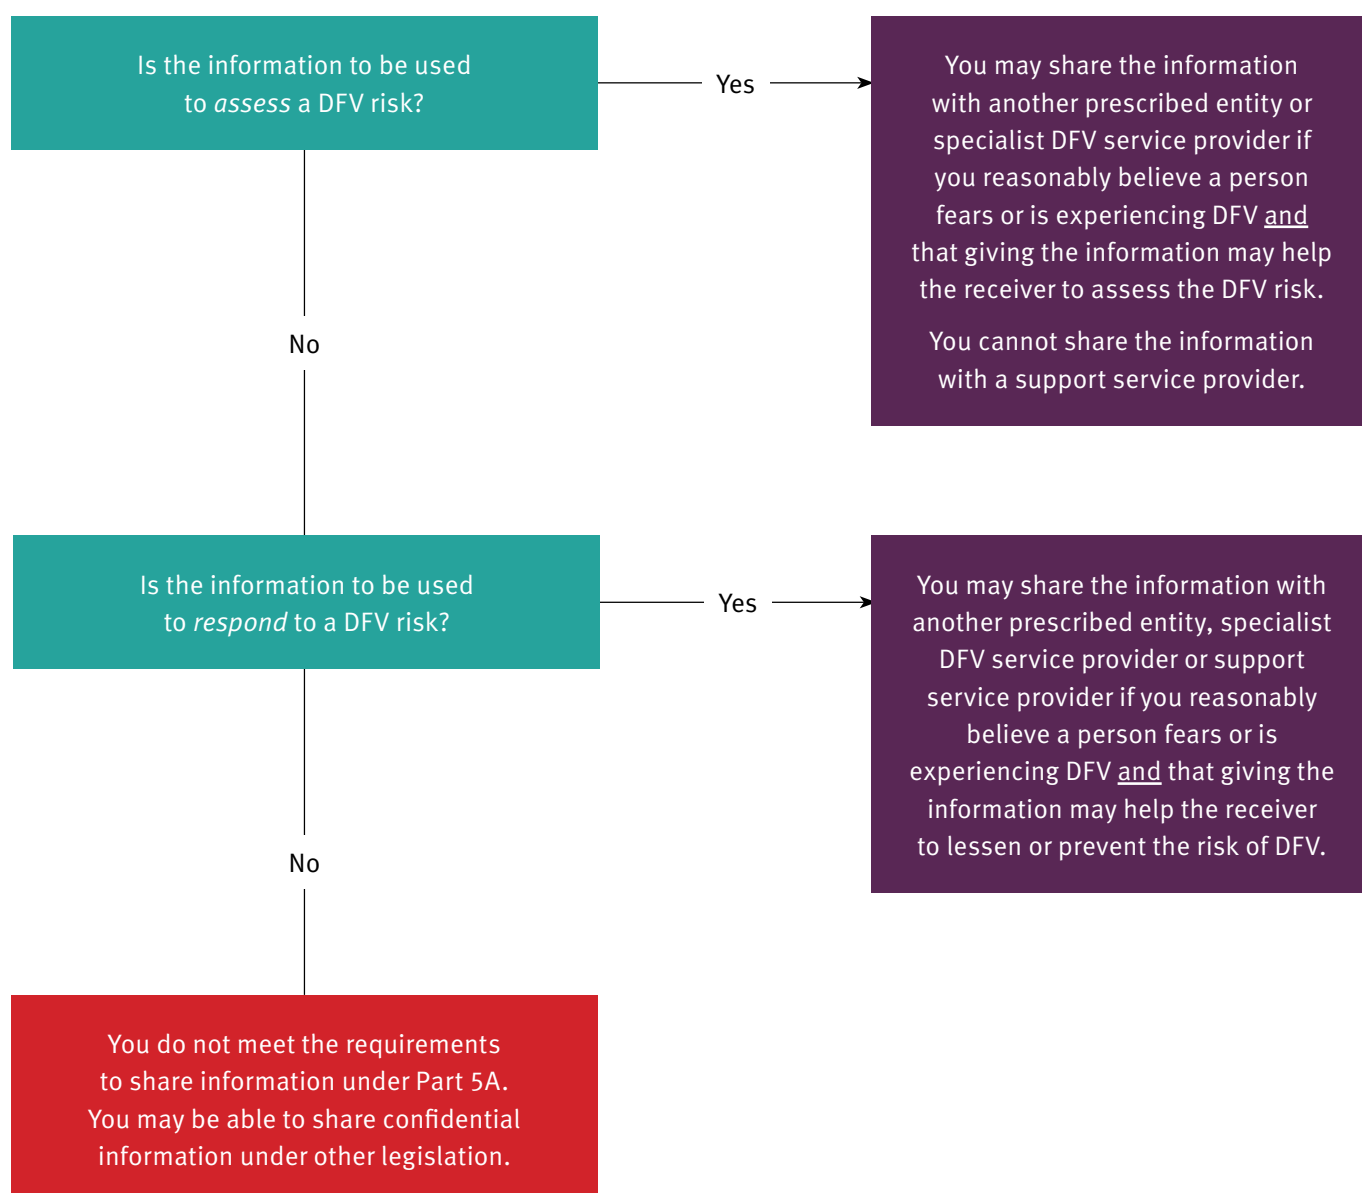 Is the information to be used
to assess a DFV risk?
Yes
You may share the information
with another prescribed entity or
specialist DFV service provider if
you reasonably believe a person
fears or is experiencing DFV and
that giving the information may help
the receiver to assess the DFV risk.
You cannot share the information
with a support service provider.
No
Is the information to be used
to respond to a DFV risk?
Yes
You may share the information with
another prescribed entity, specialist
DFV service provider or support
service provider if you reasonably
believe a person fears or is
experiencing DFV and that giving the
information may help the receiver
to lessen or prevent the risk of DFV.
No
You do not meet the requirements
to share information under Part 5A.
You may be able to share confidential
information under other legislation.